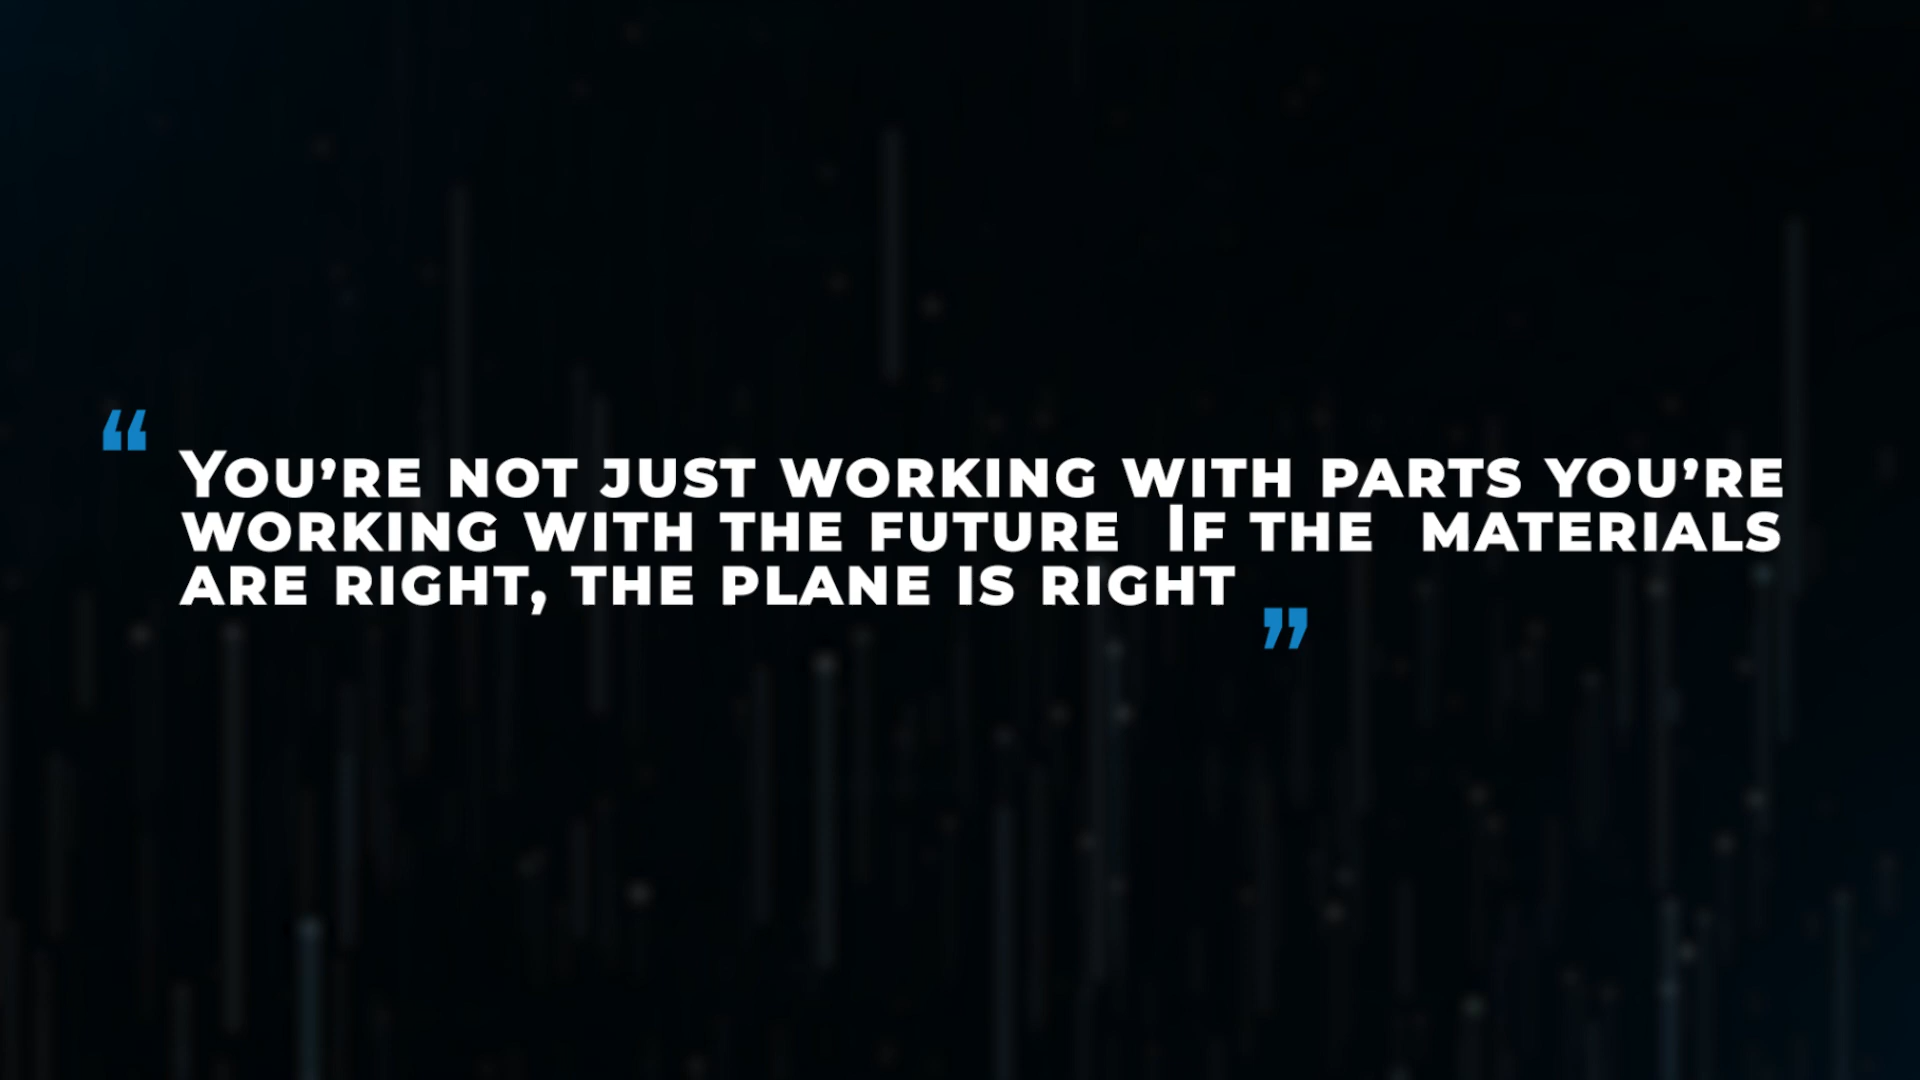 “You’re not just working with parts you’re
working with the future  If the  materials
are right, the plane is right”